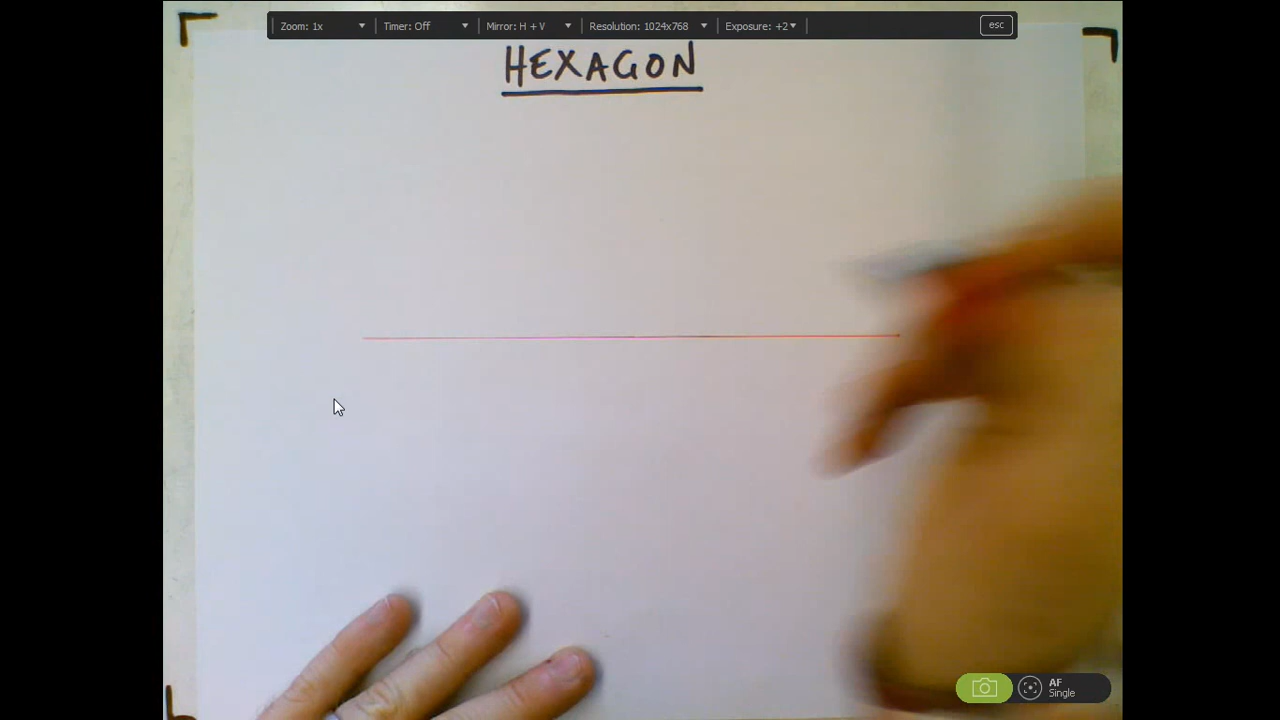 Zoom: 1x Timer: Off Mirror: H + V Resolution: 1024x768 Exposure: +2 esc
HEXAGON
AF
Single